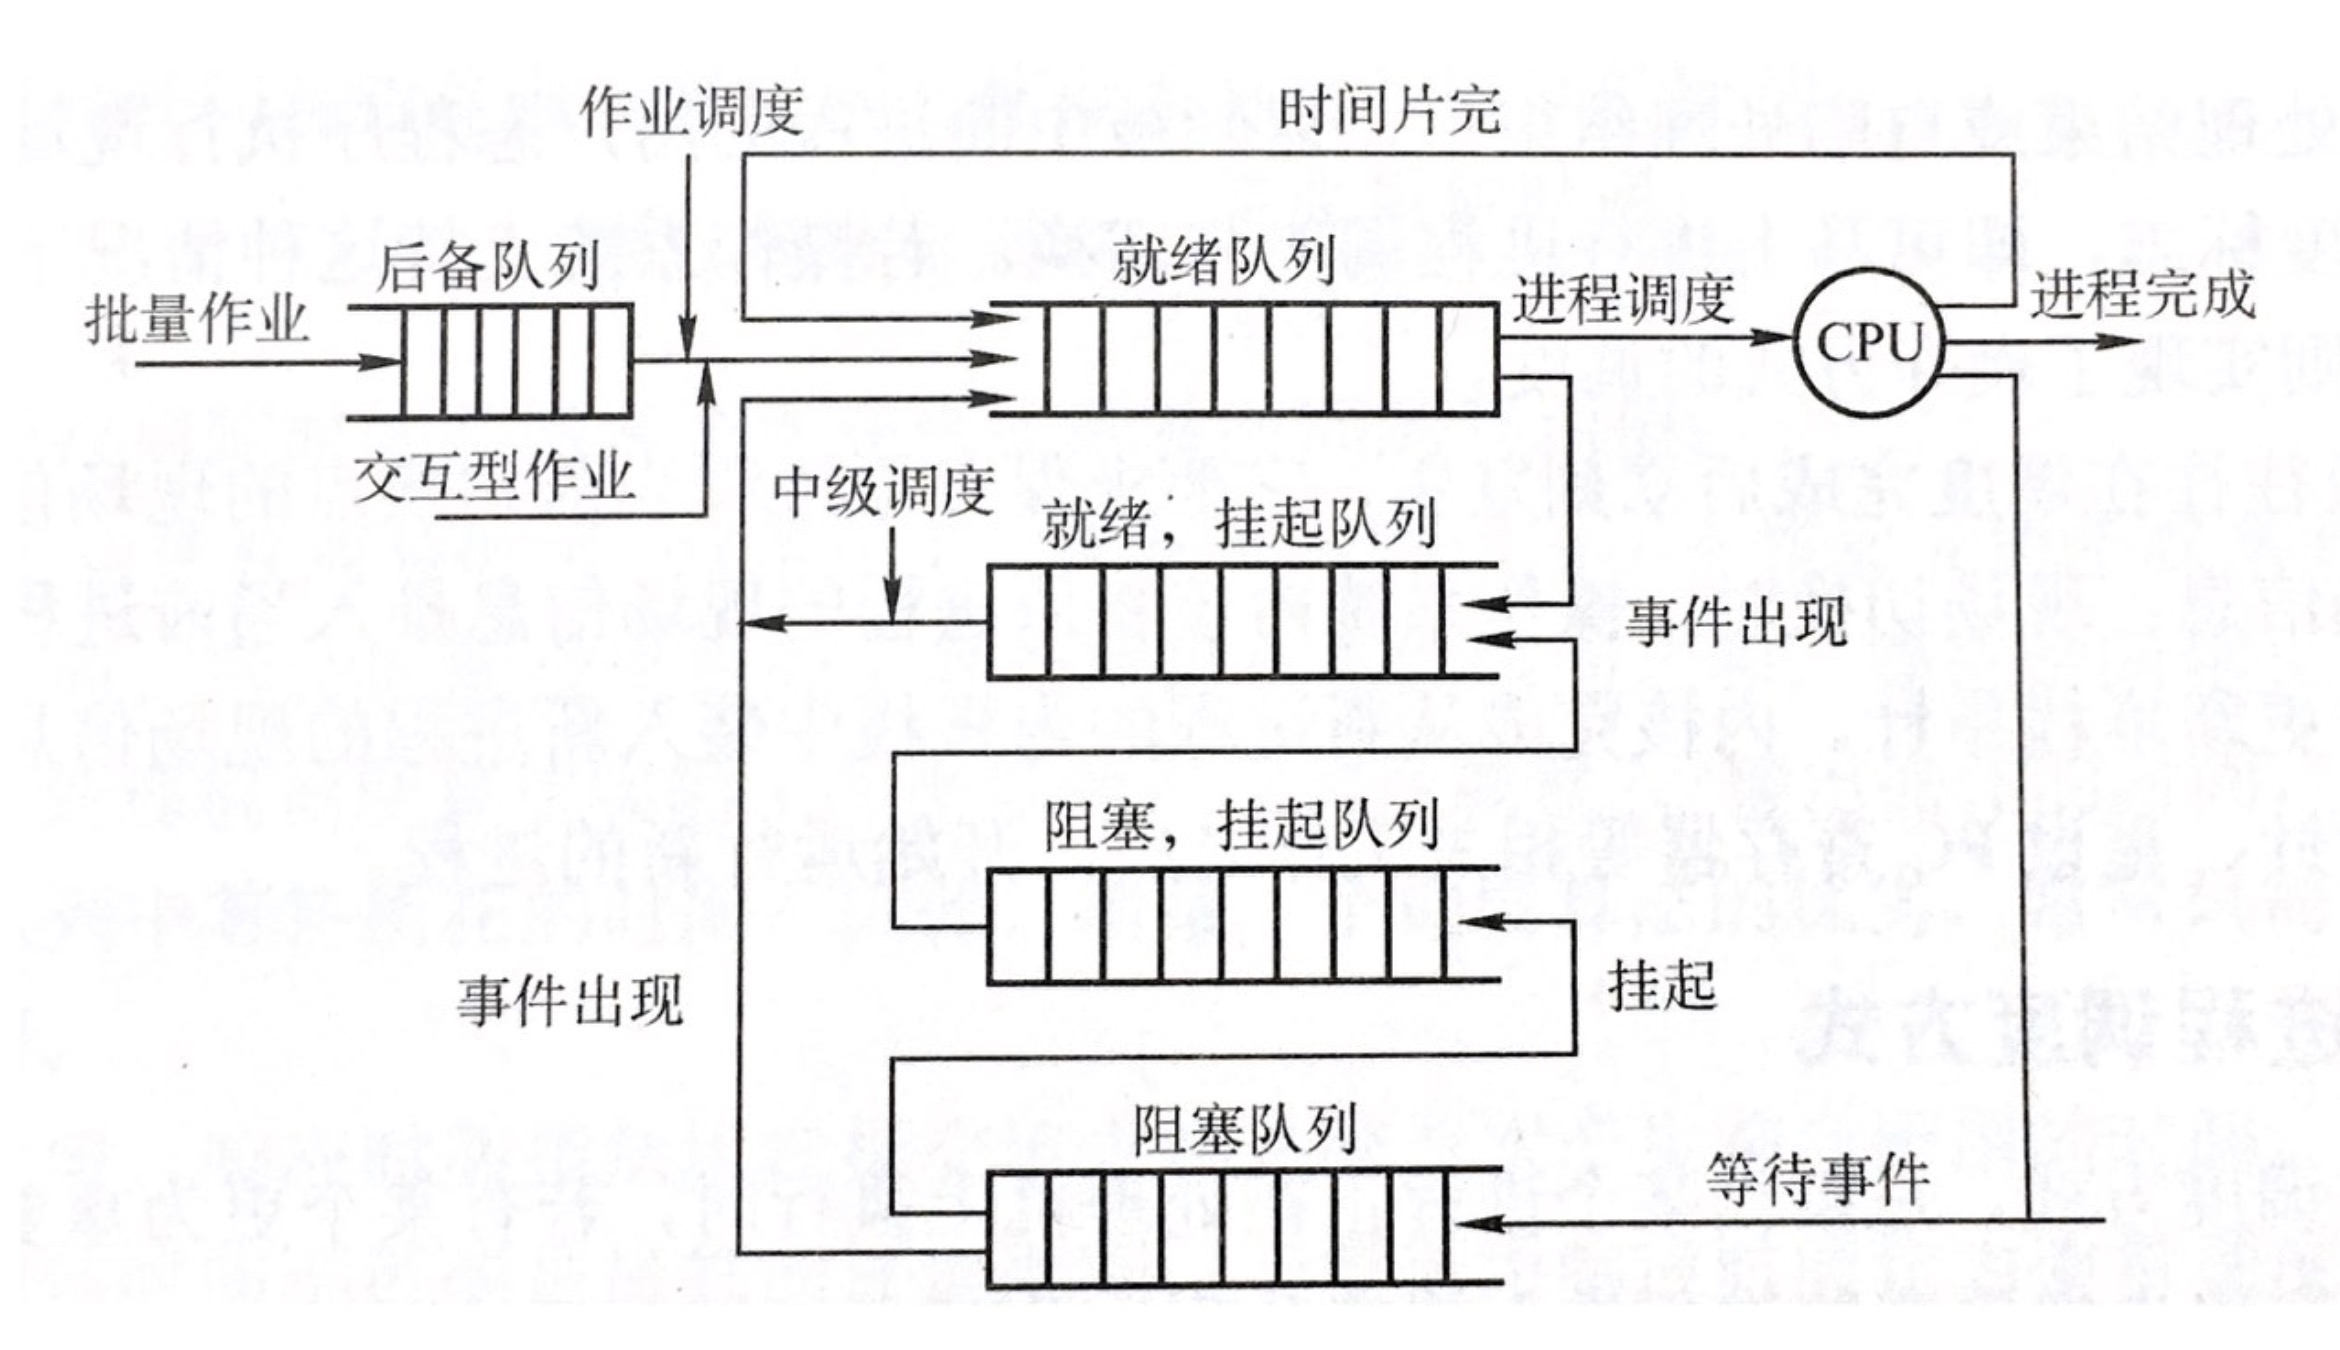 作业调度
时间片完
后备队列
就绪队列
批量作业
进程调度
CPU
进程完成
交互型作业
中级调度
就绪，挂起队列
事件出现
阻塞，挂起队列
事件出现
挂起
阻塞队列
等待事件